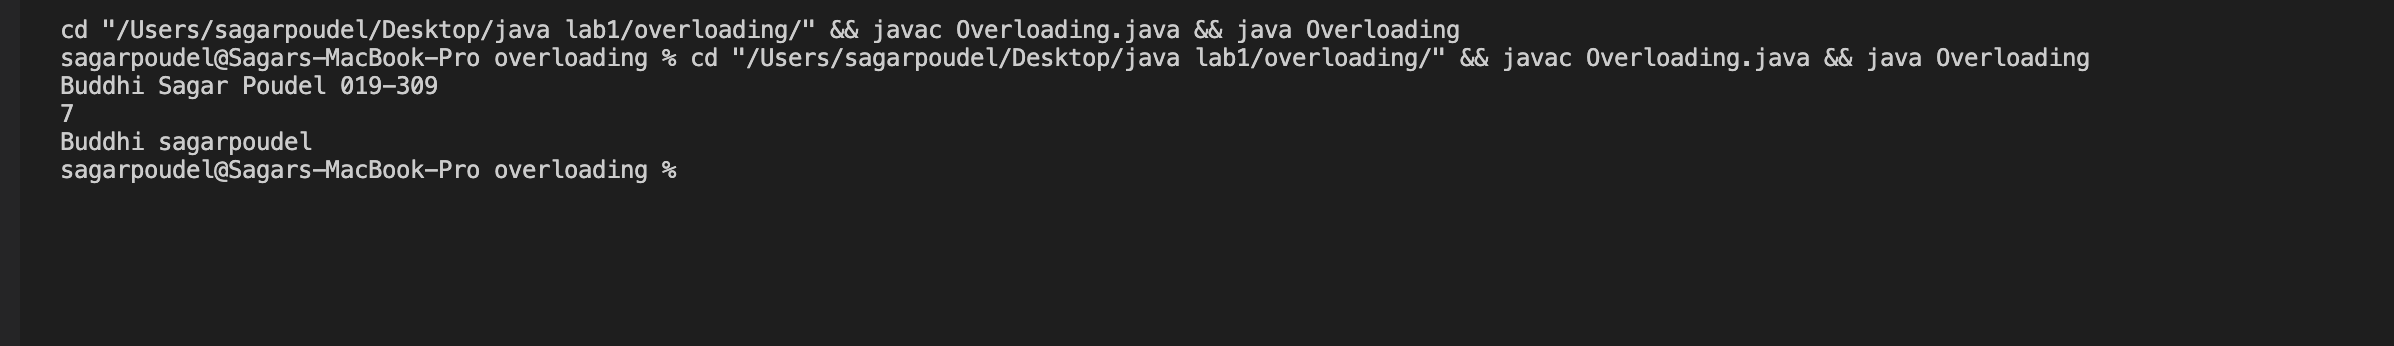 cd "/Users/sagarpoudel/Desktop/java lab1/overloading/" && javac Overloading.java && java Overloading
sagarpoudel@Sagars-MacBook-Pro overloading % cd "/Users/sagarpoudel/Desktop/java lab1/overloading/" && javac Overloading.java && java Overloading
Buddhi Sagar Poudel 019-309
7
Buddhi sagarpoudel
sagarpoudel@Sagars-MacBook-Pro overloading %